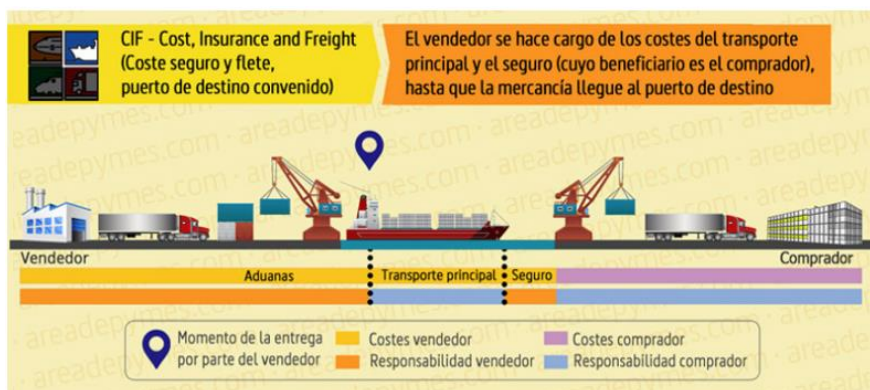 CIF - Cost, Insurance and Freight
(Coste seguro y flete,
puerto de destino convenido)
El vendedor se hace cargo de los costes del transporte
principal y el seguro (cuyo beneficiario es el comprador),
hasta que la mercancía llegue al puerto de destino
Vendedor
Comprador
Aduanas
Transporte principal
Seguro
Momento de la entrega
por parte del vendedor
Costes vendedor
Responsabilidad vendedor
Costes comprador
Responsabilidad comprador
areadepymes.com